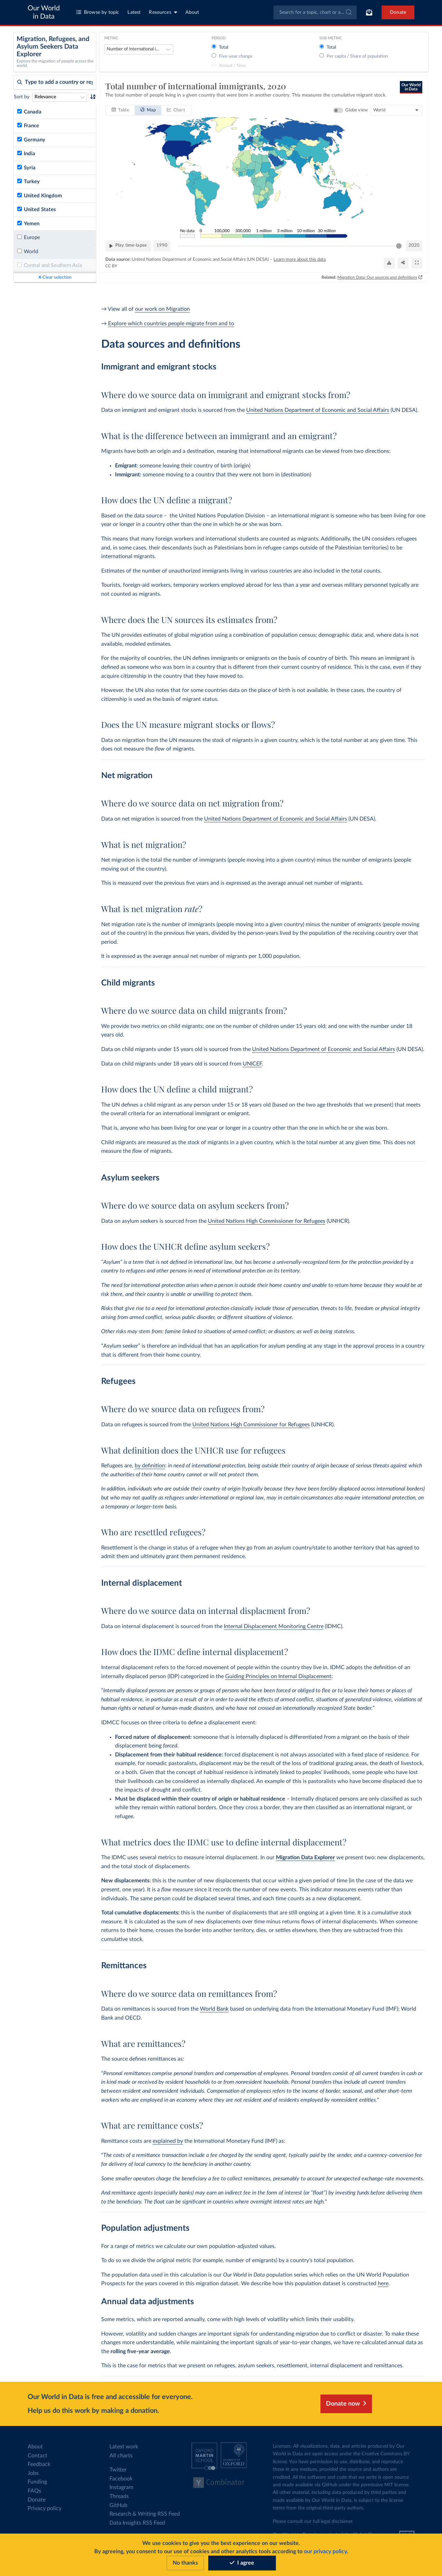 Our World
in Data
Browse by topic
Latest
Resources
About
Search for a topic, chart or a...
Donate
Migration, Refugees, and
Asylum Seekers Data
Explorer
Explore the migration of people across the
world.
METRIC
Number of international i...
PERIOD
Total
Five-year change
Annual / New
SUB-METRIC
Total
Per capita / Share of population
Type to add a country or reg
Sort by
Relevance
Canada
France
Germany
India
Syria
Turkey
United Kingdom
United States
Yemen
Europe
World
Central and Southern Asia
Clear selection
Total number of international immigrants, 2020
The total number of people living in a given country that were born in another country. This measures the cumulative migrant stock.
Our World
in Data
Table
Map
Chart
Globe view
World
No data
0
100,000
300,000
1 million
3 million
10 million
30 million
Play time-lapse
1990
2020
Data source: United Nations Department of Economic and Social Affairs (UN DESA) – Learn more about this data
CC BY
Related: Migration Data: Our sources and definitions
→ View all of our work on Migration
→ Explore which countries people migrate from and to
Data sources and definitions
Immigrant and emigrant stocks
Where do we source data on immigrant and emigrant stocks from?
Data on immigrant and emigrant stocks is sourced from the United Nations Department of Economic and Social Affairs (UN DESA).
What is the difference between an immigrant and an emigrant?
Migrants have both an origin and a destination, meaning that international migrants can be viewed from two directions:
Emigrant: someone leaving their country of birth (origin)
Immigrant: someone moving to a country that they were not born in (destination)
How does the UN define a migrant?
Based on the data source – the United Nations Population Division – an international migrant is someone who has been living for one
year or longer in a country other than the one in which he or she was born.
This means that many foreign workers and international students are counted as migrants. Additionally, the UN considers refugees
and, in some cases, their descendants (such as Palestinians born in refugee camps outside of the Palestinian territories) to be
international migrants.
Estimates of the number of unauthorized immigrants living in various countries are also included in the total counts.
Tourists, foreign-aid workers, temporary workers employed abroad for less than a year and overseas military personnel typically are
not counted as migrants.
Where does the UN sources its estimates from?
The UN provides estimates of global migration using a combination of population census; demographic data; and, where data is not
available, modeled estimates.
For the majority of countries, the UN defines immigrants or emigrants on the basis of country of birth. This means an immigrant is
defined as someone who was born in a country that is different from their current country of residence. This is the case, even if they
acquire citizenship in the country that they have moved to.
However, the UN also notes that for some countries data on the place of birth is not available. In these cases, the country of
citizenship is used as the basis of migrant status.
Does the UN measure migrant stocks or flows?
Data on migration from the UN measures the stock of migrants in a given country, which is the total number at any given time. This
does not measure the flow of migrants.
Net migration
Where do we source data on net migration from?
Data on net migration is sourced from the United Nations Department of Economic and Social Affairs (UN DESA).
What is net migration?
Net migration is the total number of immigrants (people moving into a given country) minus the number of emigrants (people
moving out of the country).
This is measured over the previous five years and is expressed as the average annual net number of migrants.
What is net migration rate?
Net migration rate is the number of immigrants (people moving into a given country) minus the number of emigrants (people moving
out of the country) in the previous five years, divided by the person-years lived by the population of the receiving country over that
period.
It is expressed as the average annual net number of migrants per 1,000 population.
Child migrants
Where do we source data on child migrants from?
We provide two metrics on child migrants: one on the number of children under 15 years old; and one with the number under 18
years old.
Data on child migrants under 15 years old is sourced from the United Nations Department of Economic and Social Affairs (UN DESA).
Data on child migrants under 18 years old is sourced from UNICEF.
How does the UN define a child migrant?
The UN defines a child migrant as any person under 15 or 18 years old (based on the two age thresholds that we present) that meets
the overall criteria for an international immigrant or emigrant.
That is, anyone who has been living for one year or longer in a country other than the one in which he or she was born.
Child migrants are measured as the stock of migrants in a given country, which is the total number at any given time. This does not
measure the flow of migrants.
Asylum seekers
Where do we source data on asylum seekers from?
Data on asylum seekers is sourced from the United Nations High Commissioner for Refugees (UNHCR).
How does the UNHCR define asylum seekers?
"Asylum" is a term that is not defined in international law, but has become a universally-recognized term for the protection provided by a
country to refugees and other persons in need of international protection on its territory.
The need for international protection arises when a person is outside their home country and unable to return home because they would be at
risk there, and their country is unable or unwilling to protect them.
Risks that give rise to a need for international protection classically include those of persecution, threats to life, freedom or physical integrity
arising from armed conflict, serious public disorder, or different situations of violence.
Other risks may stem from: famine linked to situations of armed conflict; or disasters; as well as being stateless.
"Asylum seeker" is therefore an individual that has an application for asylum pending at any stage in the approval process in a country
that is different from their home country.
Refugees
Where do we source data on refugees from?
Data on refugees is sourced from the United Nations High Commissioner for Refugees (UNHCR).
What definition does the UNHCR use for refugees
Refugees are, by definition: in need of international protection, being outside their country of origin because of serious threats against which
the authorities of their home country cannot or will not protect them.
In addition, individuals who are outside their country of origin (typically because they have been forcibly displaced across international borders)
but who may not qualify as refugees under international or regional law, may in certain circumstances also require international protection, on
a temporary or longer-term basis.
Who are resettled refugees?
Resettlement is the change in status of a refugee when they go from an asylum country/state to another territory that has agreed to
admit them and ultimately grant them permanent residence.
Internal displacement
Where do we source data on internal displacment from?
Data on internal displacement is sourced from the Internal Displacement Monitoring Centre (IDMC).
How does the IDMC define internal displacement?
Internal displacement refers to the forced movement of people within the country they live in. IDMC adopts the definition of an
internally displaced person (IDP) categorized in the Guiding Principles on Internal Displacement:
"Internally displaced persons are persons or groups of persons who have been forced or obliged to flee or to leave their homes or places of
habitual residence, in particular as a result of or in order to avoid the effects of armed conflict, situations of generalized violence, violations of
human rights or natural or human-made disasters, and who have not crossed an internationally recognized State border."
IDMCC focuses on three criteria to define a displacement event:
Forced nature of displacement: someone that is internally displaced is differentiated from a migrant on the basis of their
displacement being forced.
Displacement from their habitual residence: forced displacement is not always associated with a fixed place of residence. For
example, for nomadic pastoralists, displacement may be the result of the loss of traditional grazing areas, the death of livestock,
or a both. Given that the concept of habitual residence is intimately linked to peoples' livelihoods, some people who have lost
their livelihoods can be considered as internally displaced. An example of this is pastoralists who have become displaced due to
the impacts of drought and conflict.
Must be displaced within their country of origin or habitual residence – internally displaced persons are only classified as such
while they remain within national borders. Once they cross a border, they are then classified as an international migrant, or
refugee.
What metrics does the IDMC use to define internal displacement?
The IDMC uses several metrics to measure internal displacement. In our Migration Data Explorer we present two: new displacements,
and the total stock of displacements.
New displacements: this is the number of new displacements that occur within a given period of time (in the case of the data we
present, one year). It is a flow measure since it records the number of new events. This indicator measures events rather than
individuals. The same person could be displaced several times, and each time counts as a new displacement.
Total cumulative displacements: this is the number of displacements that are still ongoing at a given time. It is a cumulative stock
measure. It is calculated as the sum of new displacements over time minus returns flows of internal displacements. When someone
returns to their home, crosses the border into another territory, dies, or settles elsewhere, then they are subtracted from this
cumulative stock.
Remittances
Where do we source data on remittances from?
Data on remittances is sourced from the World Bank based on underlying data from the International Monetary Fund (IMF); World
Bank and OECD.
What are remittances?
The source defines remittances as:
"Personal remittances comprise personal transfers and compensation of employees. Personal transfers consist of all current transfers in cash or
in kind made or received by resident households to or from nonresident households. Personal transfers thus include all current transfers
between resident and nonresident individuals. Compensation of employees refers to the income of border, seasonal, and other short-term
workers who are employed in an economy where they are not resident and of residents employed by nonresident entities."
What are remittance costs?
Remittance costs are explained by the International Monetary Fund (IMF) as:
"The costs of a remittance transaction include a fee charged by the sending agent, typically paid by the sender, and a currency-conversion fee
for delivery of local currency to the beneficiary in another country.
Some smaller operators charge the beneficiary a fee to collect remittances, presumably to account for unexpected exchange-rate movements.
And remittance agents (especially banks) may earn an indirect fee in the form of interest (or "float") by investing funds before delivering them
to the beneficiary. The float can be significant in countries where overnight interest rates are high."
Population adjustments
For a range of metrics we calculate our own population-adjusted values.
To do so we divide the original metric (for example, number of emigrants) by a country's total population.
The population data used in this calculation is our Our World in Data population series which relies on the UN World Population
Prospects for the years covered in this migration dataset. We describe how this population dataset is constructed here.
Annual data adjustments
Some metrics, which are reported annually, come with high levels of volatility which limits their usability.
However, volatility and sudden changes are important signals for understanding migration due to conflict or disaster. To make these
changes more understandable, while maintaining the important signals of year-to-year changes, we have re-calculated annual data as
the rolling five-year average.
This is the case for metrics that we present on refugees, asylum seekers, resettlement, internal displacement and remittances.
Our World in Data is free and accessible for everyone.
Help us do this work by making a donation.
Donate now
About
Contact
Feedback
Jobs
Funding
FAQs
Donate
Privacy policy
Latest work
All charts
Twitter
Facebook
Instagram
Threads
GitHub
Research & Writing RSS Feed
Data Insights RSS Feed
OXFORD
MARTIN
SCHOOL
UNIVERSITY OF
OXFORD
Y Combinator
Licenses: All visualizations, data, and articles produced by Our
World in Data are open access under the Creative Commons BY
license. You have permission to use, distribute, and reproduce
these in any medium, provided the source and authors are
credited. All the software and code that we write is open source
and made available via GitHub under the permissive MIT license.
All other material, including data produced by third parties and
made available by Our World in Data, is subject to the license
terms from the original third-party authors.
Please consult our full legal disclaimer.
We use cookies to give you the best experience on our website.
By agreeing, you consent to our use of cookies and other analytics tools according to our privacy policy.
No thanks
I agree